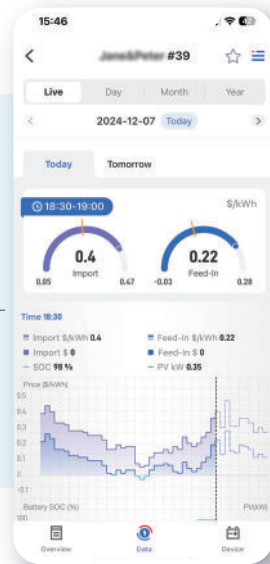 15:46
#39
Live Day Month Year
2024-12-07 Today
Today Tomorrow
18:30-19:00 $/kWh
0.4 0.22
Import Feed-In
0.05 0.47 -0.03 0.28
Time 18:30
Import $/kWh 0.4 Feed-In $/kWh 0.22
Import $ 0 Feed-In $ 0
SOC 98 % PV kW 0.35
Price ($/kWh)
0.5
0.4
0.3
0.2
0.1
0
-0.1
Battery SOC (%) PV(kW)
100
Overview Data Device